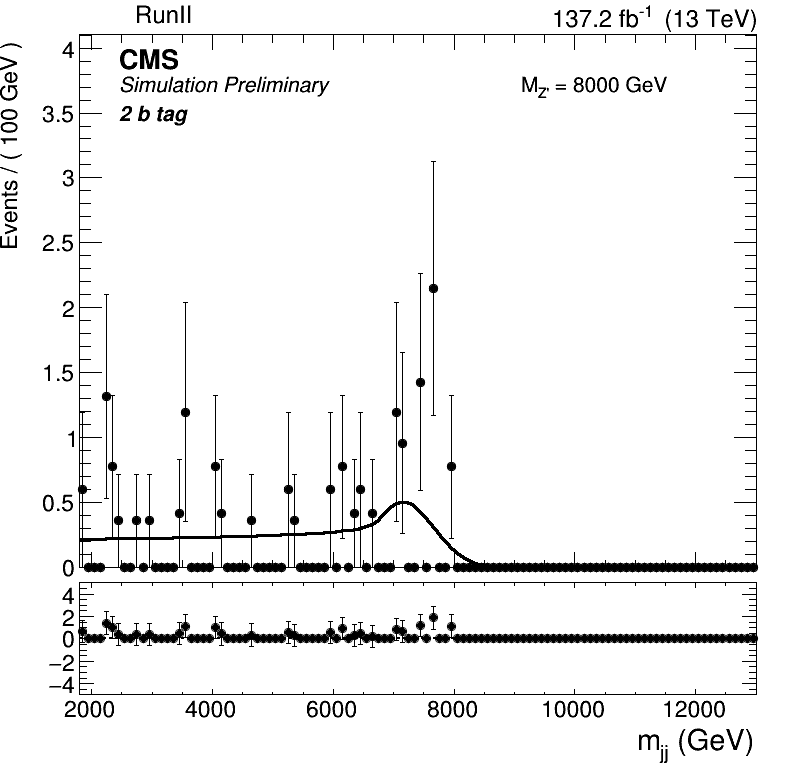 RunII
137.2 fb-1 (13 TeV)
Events / ( 100 GeV )
4
3.5
3
2.5
2
1.5
1
0.5
0
CMS
Simulation Preliminary
2 b tag
MZ' = 8000 GeV
4
2
0
−2
−4
2000 4000 6000 8000 10000 12000
mjj (GeV)